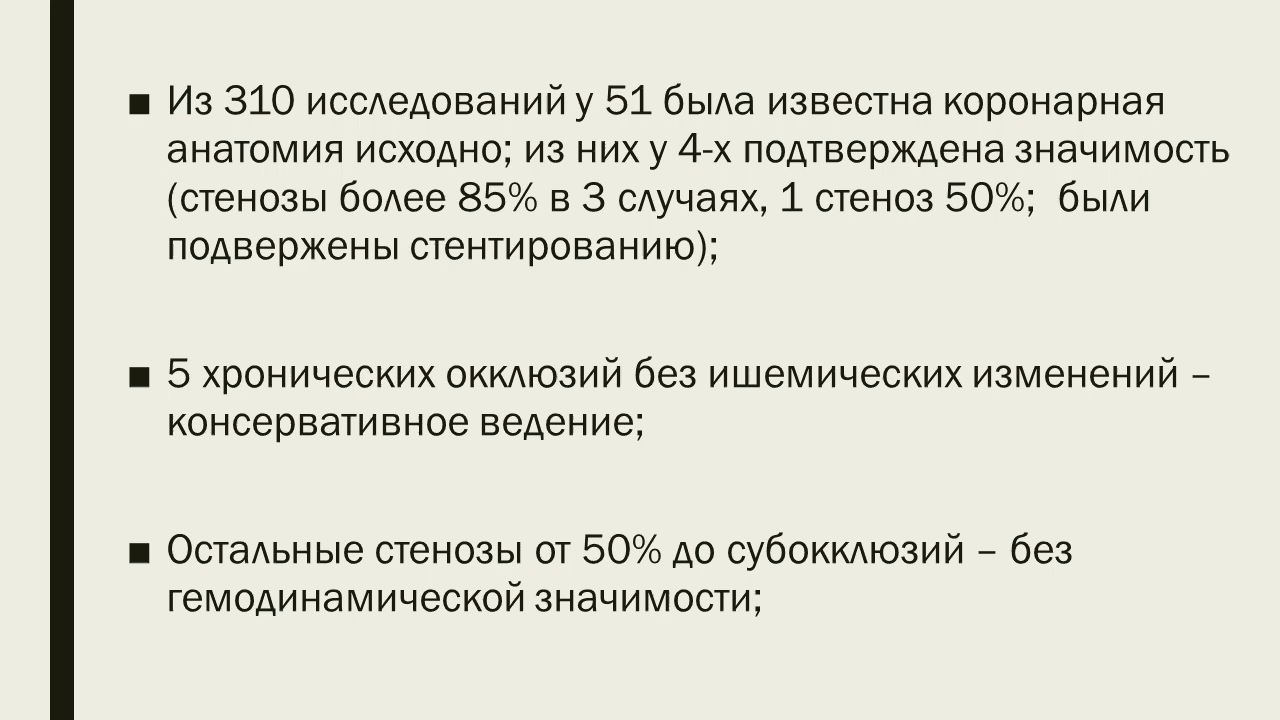 ■ Из 310 исследований у 51 была известна коронарная
анатомия исходно; из них у 4-х подтверждена значимость
(стенозы более 85% в 3 случаях, 1 стеноз 50%;  были
подвержены стентированию);
■ 5 хронических окклюзий без ишемических изменений –
консервативное ведение;
■ Остальные стенозы от 50% до субокклюзий – без
гемодинамической значимости;